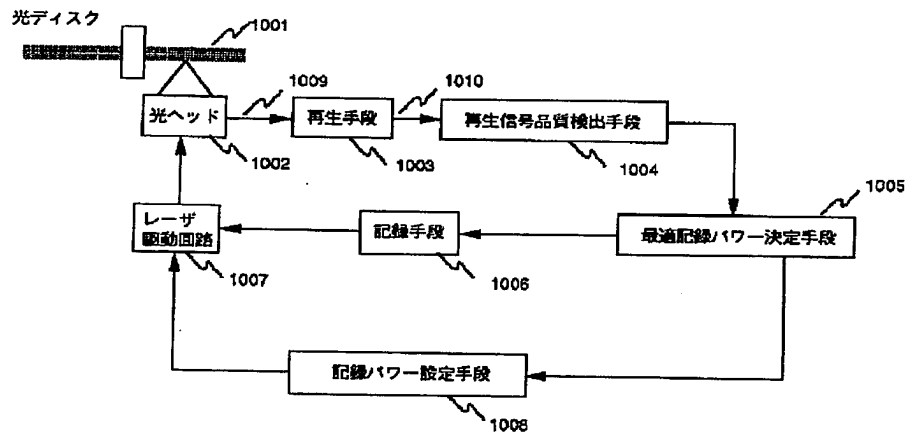 光ディスク
1001
1009
1010
光ヘッド
再生手段
再生信号品質検出手段
1002
1003
1004
1005
レーザ
駆動回路
記録手段
最適記録パワー決定手段
1007
1006
記録パワー設定手段
1008